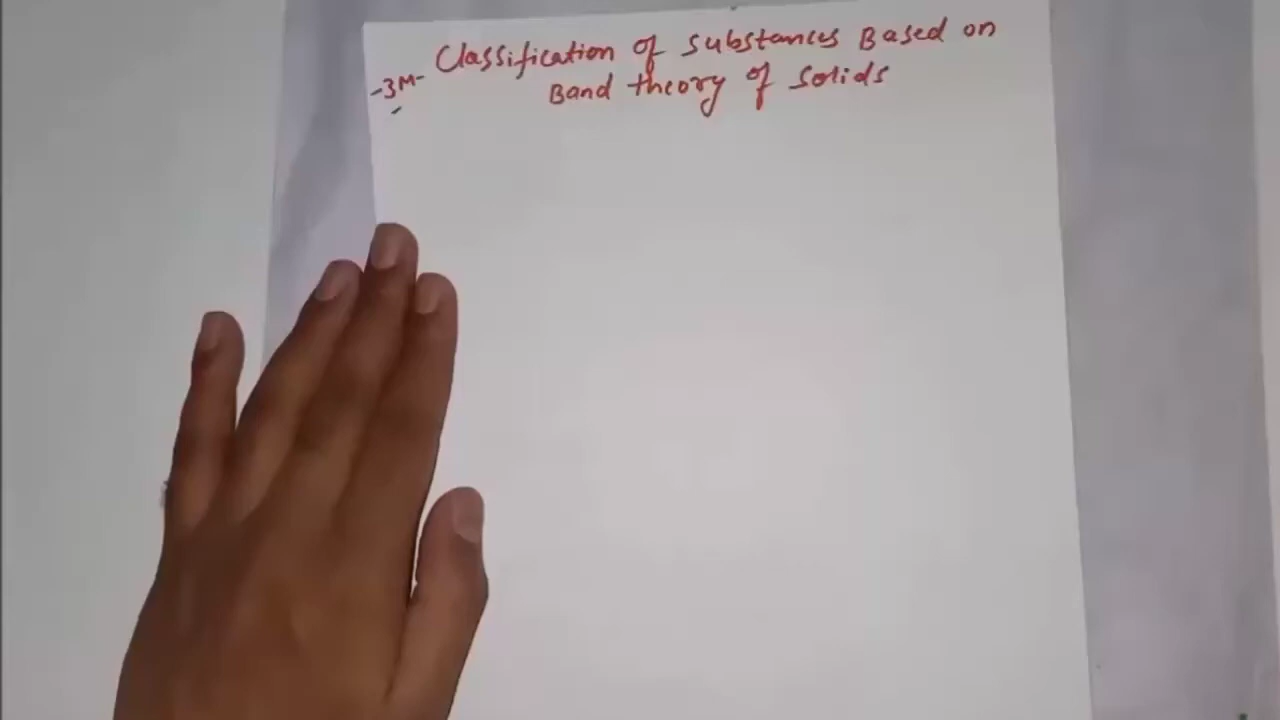 Classification of substances Based on
-3M- Band theory of solids